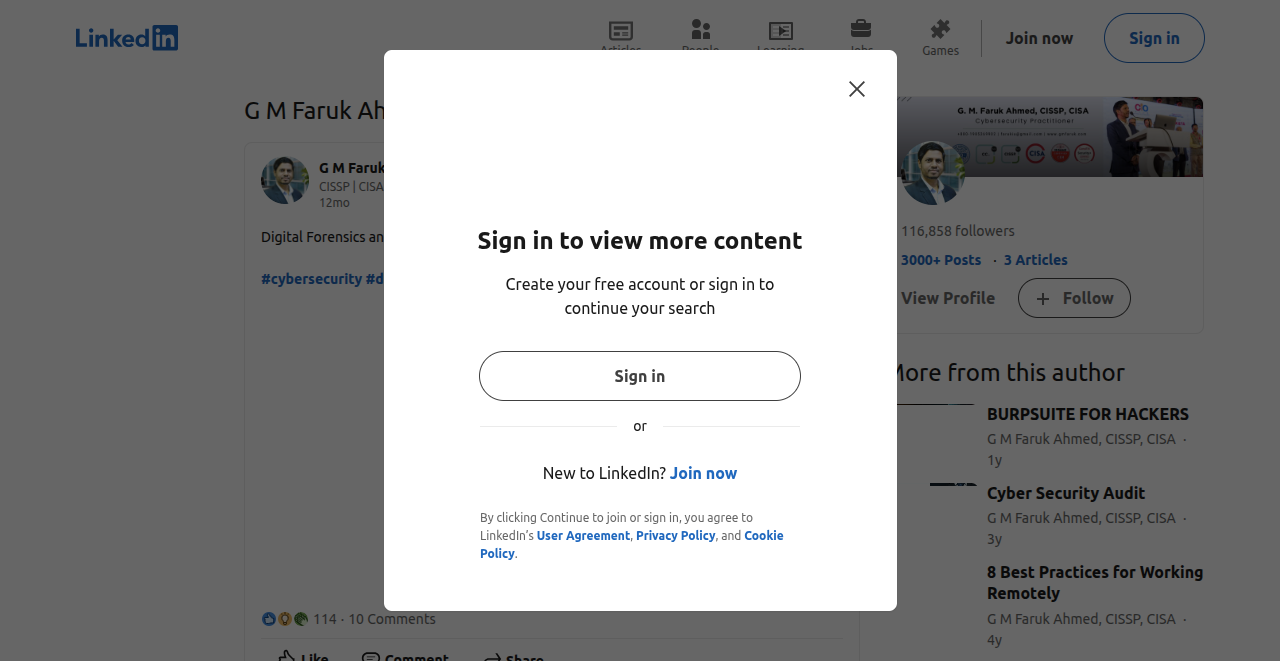 LinkedIn
Articles
People
Learning
Jobs
Games
Join now
Sign in
G M Faruk Ah
G M Faruk
CISSP | CISA
12mo
Digital Forensics an
#cybersecurity #d
114 · 10 Comments
Like
Comment
Share
Sign in to view more content
Create your free account or sign in to
continue your search
Sign in
or
New to LinkedIn? Join now
By clicking Continue to join or sign in, you agree to
LinkedIn’s User Agreement, Privacy Policy, and Cookie
Policy.
G. M. Faruk Ahmed, CISSP, CISA
Cybersecurity Practitioner
116,858 followers
3000+ Posts · 3 Articles
View Profile
Follow
More from this author
BURPSUITE FOR HACKERS
G M Faruk Ahmed, CISSP, CISA ·
1y
Cyber Security Audit
G M Faruk Ahmed, CISSP, CISA ·
3y
8 Best Practices for Working
Remotely
G M Faruk Ahmed, CISSP, CISA ·
4y